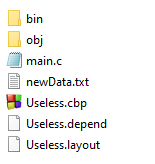 bin
obj
main.c
newData.txt
Useless.cbp
Useless.depend
Useless.layout